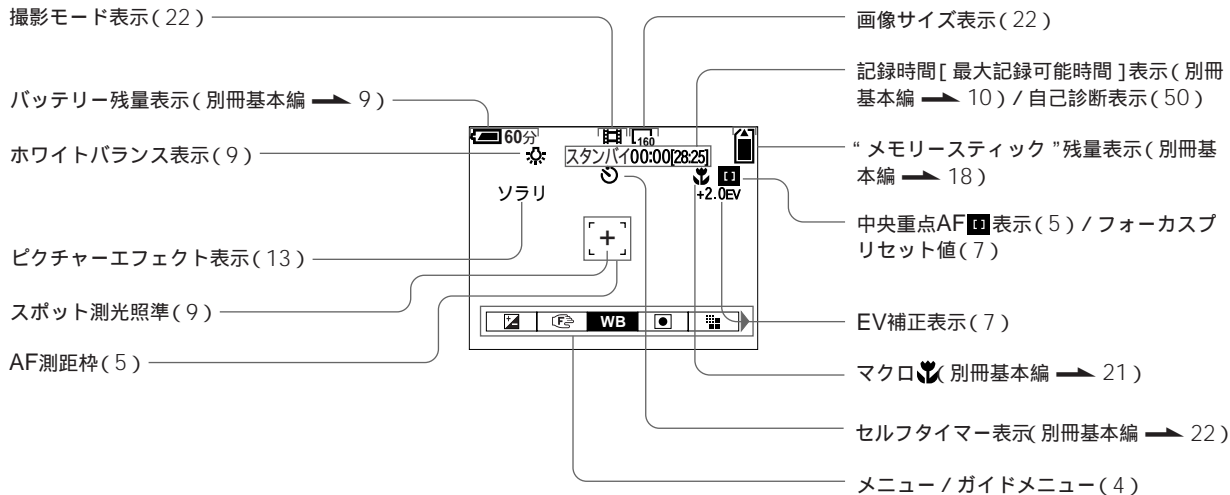 撮影モード表示(22)
バッテリー残量表示(別冊基本編 → 9)
ホワイトバランス表示(9)
ピクチャーエフェクト表示(13)
スポット測光照準(9)
AF測距枠(5)
60分
160
スタンバイ00:00[28:25]
+2.0EV
ソラリ
WB
画像サイズ表示(22)
記録時間[最大記録可能時間]表示(別冊
基本編 → 10)/自己診断表示(50)
“メモリースティック”残量表示(別冊基
本編 → 18)
中央重点AF表示(5)/フォーカスプ
リセット値(7)
EV補正表示(7)
マクロ(別冊基本編 → 21)
セルフタイマー表示(別冊基本編 → 22)
メニュー/ガイドメニュー(4)